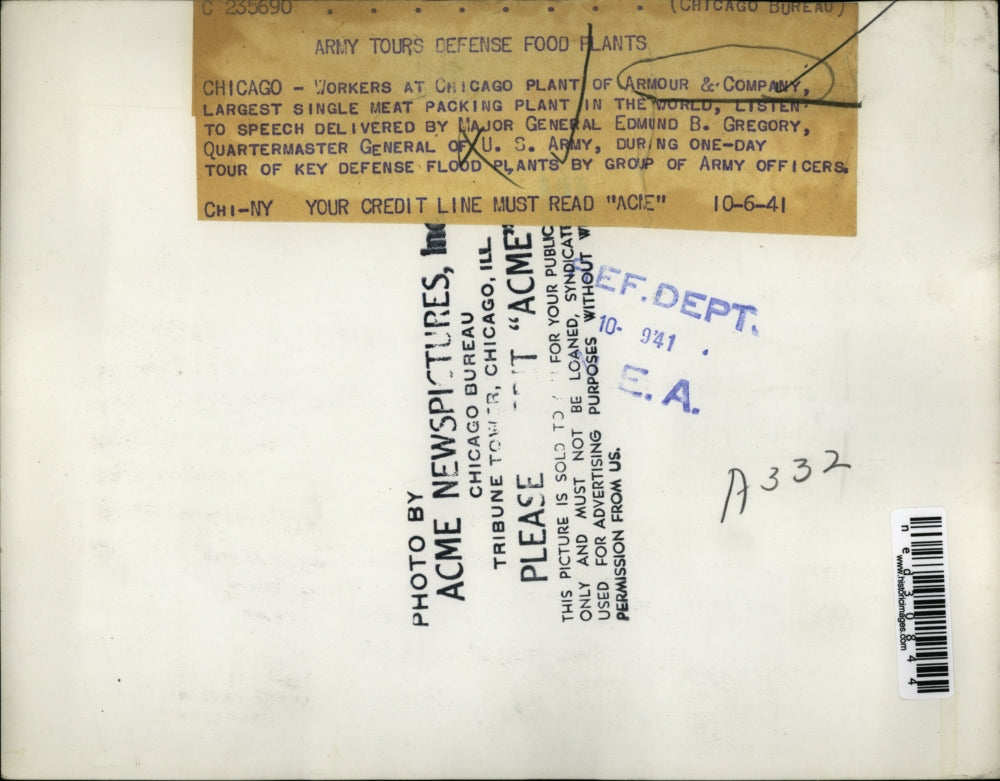 C 235690 . . . . . . . . (CHICAGO BUREAU)
ARMY TOURS DEFENSE FOOD PLANTS
CHICAGO - WORKERS AT CHICAGO PLANT OF ARMOUR & COMPANY,
LARGEST SINGLE MEAT PACKING PLANT IN THE WORLD, LISTEN
TO SPEECH DELIVERED BY MAJOR GENERAL EDMUND B. GREGORY,
QUARTERMASTER GENERAL OF U. S. ARMY, DURING ONE-DAY
TOUR OF KEY DEFENSE FLOOD PLANTS BY GROUP OF ARMY OFFICERS.
CHI-NY YOUR CREDIT LINE MUST READ "ACME" 10-6-41
PHOTO BY
ACME NEWSPICTURES, Inc
CHICAGO BUREAU
TRIBUNE TOWER, CHICAGO, ILL.
PLEASE "ACME"
THIS PICTURE IS SOLD TO FOR YOUR PUBLIC
ONLY AND MUST NOT BE LOANED, SYNDICAT
USED FOR ADVERTISING PURPOSES WITHOUT W
PERMISSION FROM US.
EF. DEPT.
10- 9 41
E. A.
A332
ned30844
www.historicimages.com